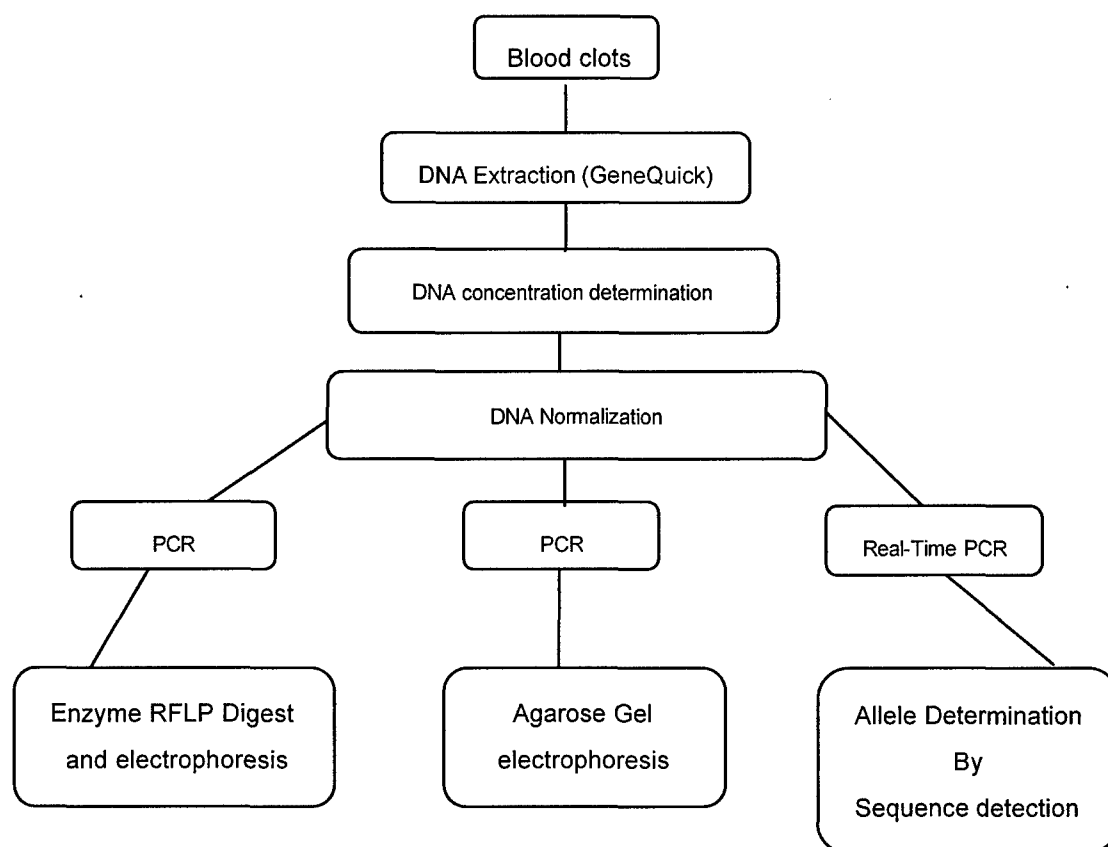 Blood clots
DNA Extraction (GeneQuick)
DNA concentration determination
DNA Normalization
PCR
PCR
Real-Time PCR
Enzyme RFLP Digest
and electrophoresis
Agarose Gel
electrophoresis
Allele Determination
By
Sequence detection